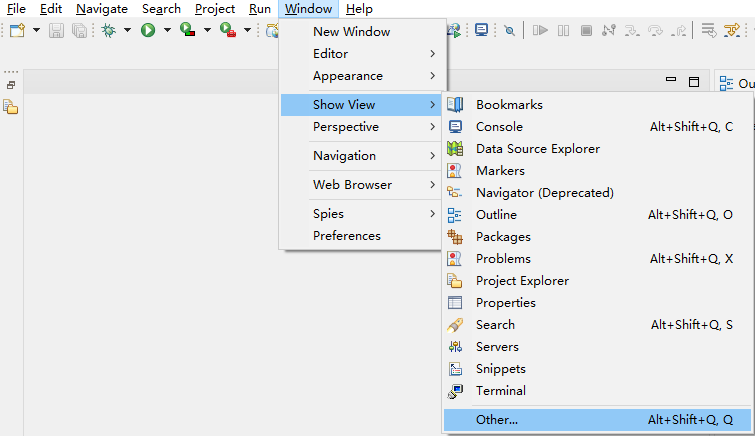 File Edit Navigate Search Project Run Window Help
New Window
Editor
Appearance
Show View
Perspective
Navigation
Web Browser
Spies
Preferences
Ou
Bookmarks
Console Alt+Shift+Q, C
Data Source Explorer
Markers
Navigator (Deprecated)
Outline Alt+Shift+Q, O
Packages
Problems Alt+Shift+Q, X
Project Explorer
Properties
Search Alt+Shift+Q, S
Servers
Snippets
Terminal
Other... Alt+Shift+Q, Q